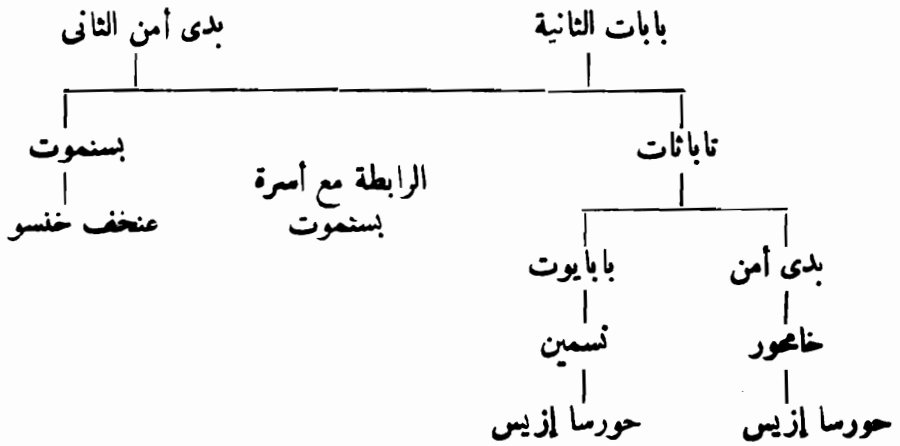 بابات الثانية
بدى أمن الثانى
تاباثات
بسنموت
الرابطة مع أسرة
بسنموت
عنخف خنسو
بدى أمن
بابايوت
خامحور
نسمين
حورسا إزيس
حورسا إزيس